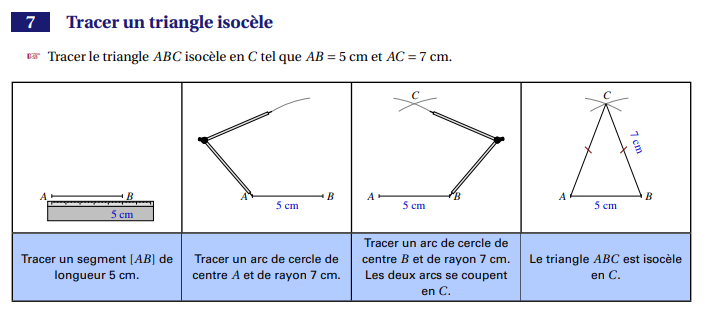 7 Tracer un triangle isocèle
☞ Tracer le triangle ABC isocèle en C tel que AB = 5 cm et AC = 7 cm.
A B
5 cm
A B
5 cm
C
A B
5 cm
C
7 cm
A B
5 cm
Tracer un segment [AB] de
longueur 5 cm.
Tracer un arc de cercle de
centre A et de rayon 7 cm.
Tracer un arc de cercle de
centre B et de rayon 7 cm.
Les deux arcs se coupent
en C.
Le triangle ABC est isocèle
en C.